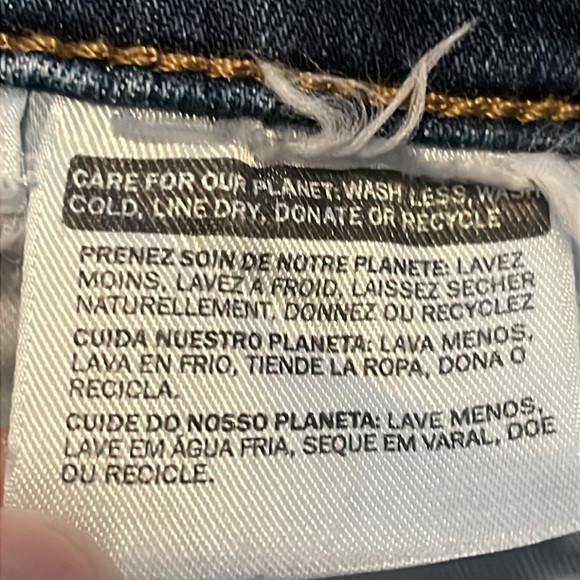 CARE FOR OUR PLANET: WASH LESS, WASH
COLD, LINE DRY, DONATE OR RECYCLE
PRENEZ SOIN DE NOTRE PLANETE: LAVEZ
MOINS, LAVEZ A FROID, LAISSEZ SECHER
NATURELLEMENT, DONNEZ OU RECYCLEZ
CUIDA NUESTRO PLANETA: LAVA MENOS,
LAVA EN FRIO, TIENDE LA ROPA, DONA O
RECICLA.
CUIDE DO NOSSO PLANETA: LAVE MENOS,
LAVE EM ÁGUA FRIA, SEQUE EM VARAL, DOE
OU RECICLE.